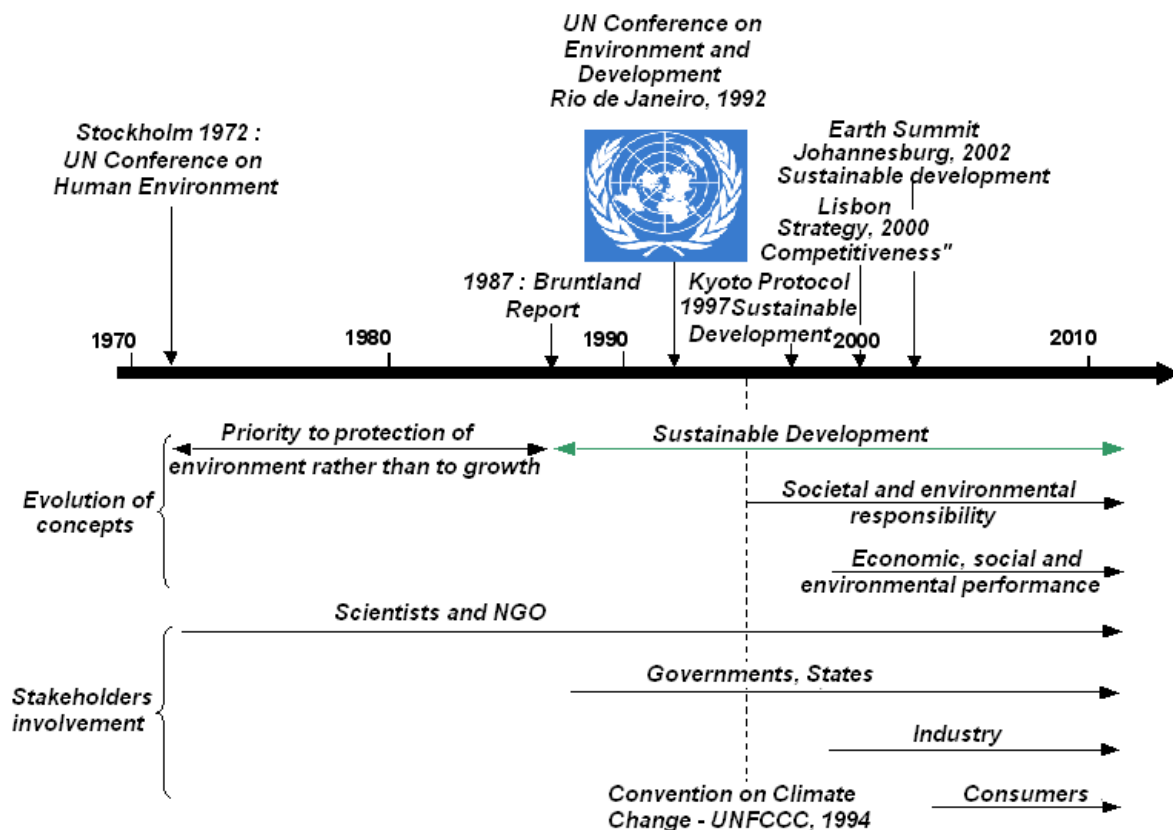 UN Conference on
Environment and
Development
Rio de Janeiro, 1992
Stockholm 1972 :
UN Conference on
Human Environment
Earth Summit
Johannesburg, 2002
Sustainable development
Lisbon
Strategy, 2000
Competitiveness"
1987 : Bruntland
Report
Kyoto Protocol
1997Sustainable
Development
1970
1980
1990
2000
2010
Priority to protection of
environment rather than to growth
Sustainable Development
Evolution of
concepts
Societal and environmental
responsibility
Economic, social and
environmental performance
Scientists and NGO
Stakeholders
involvement
Governments, States
Industry
Convention on Climate
Change - UNFCCC, 1994
Consumers